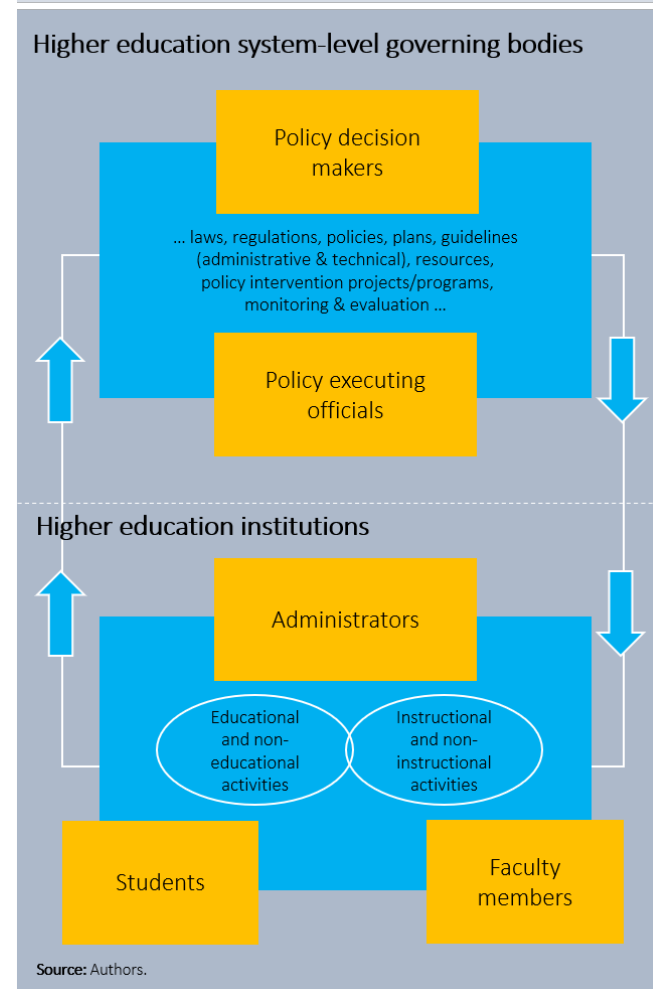 Higher education system-level governing bodies
Policy decision
makers
... laws, regulations, policies, plans, guidelines
(administrative & technical), resources,
policy intervention projects/programs,
monitoring & evaluation ...
Policy executing
officials
Higher education institutions
Administrators
Educational
and non-
educational
activities
Instructional
and non-
instructional
activities
Students
Faculty
members
Source: Authors.